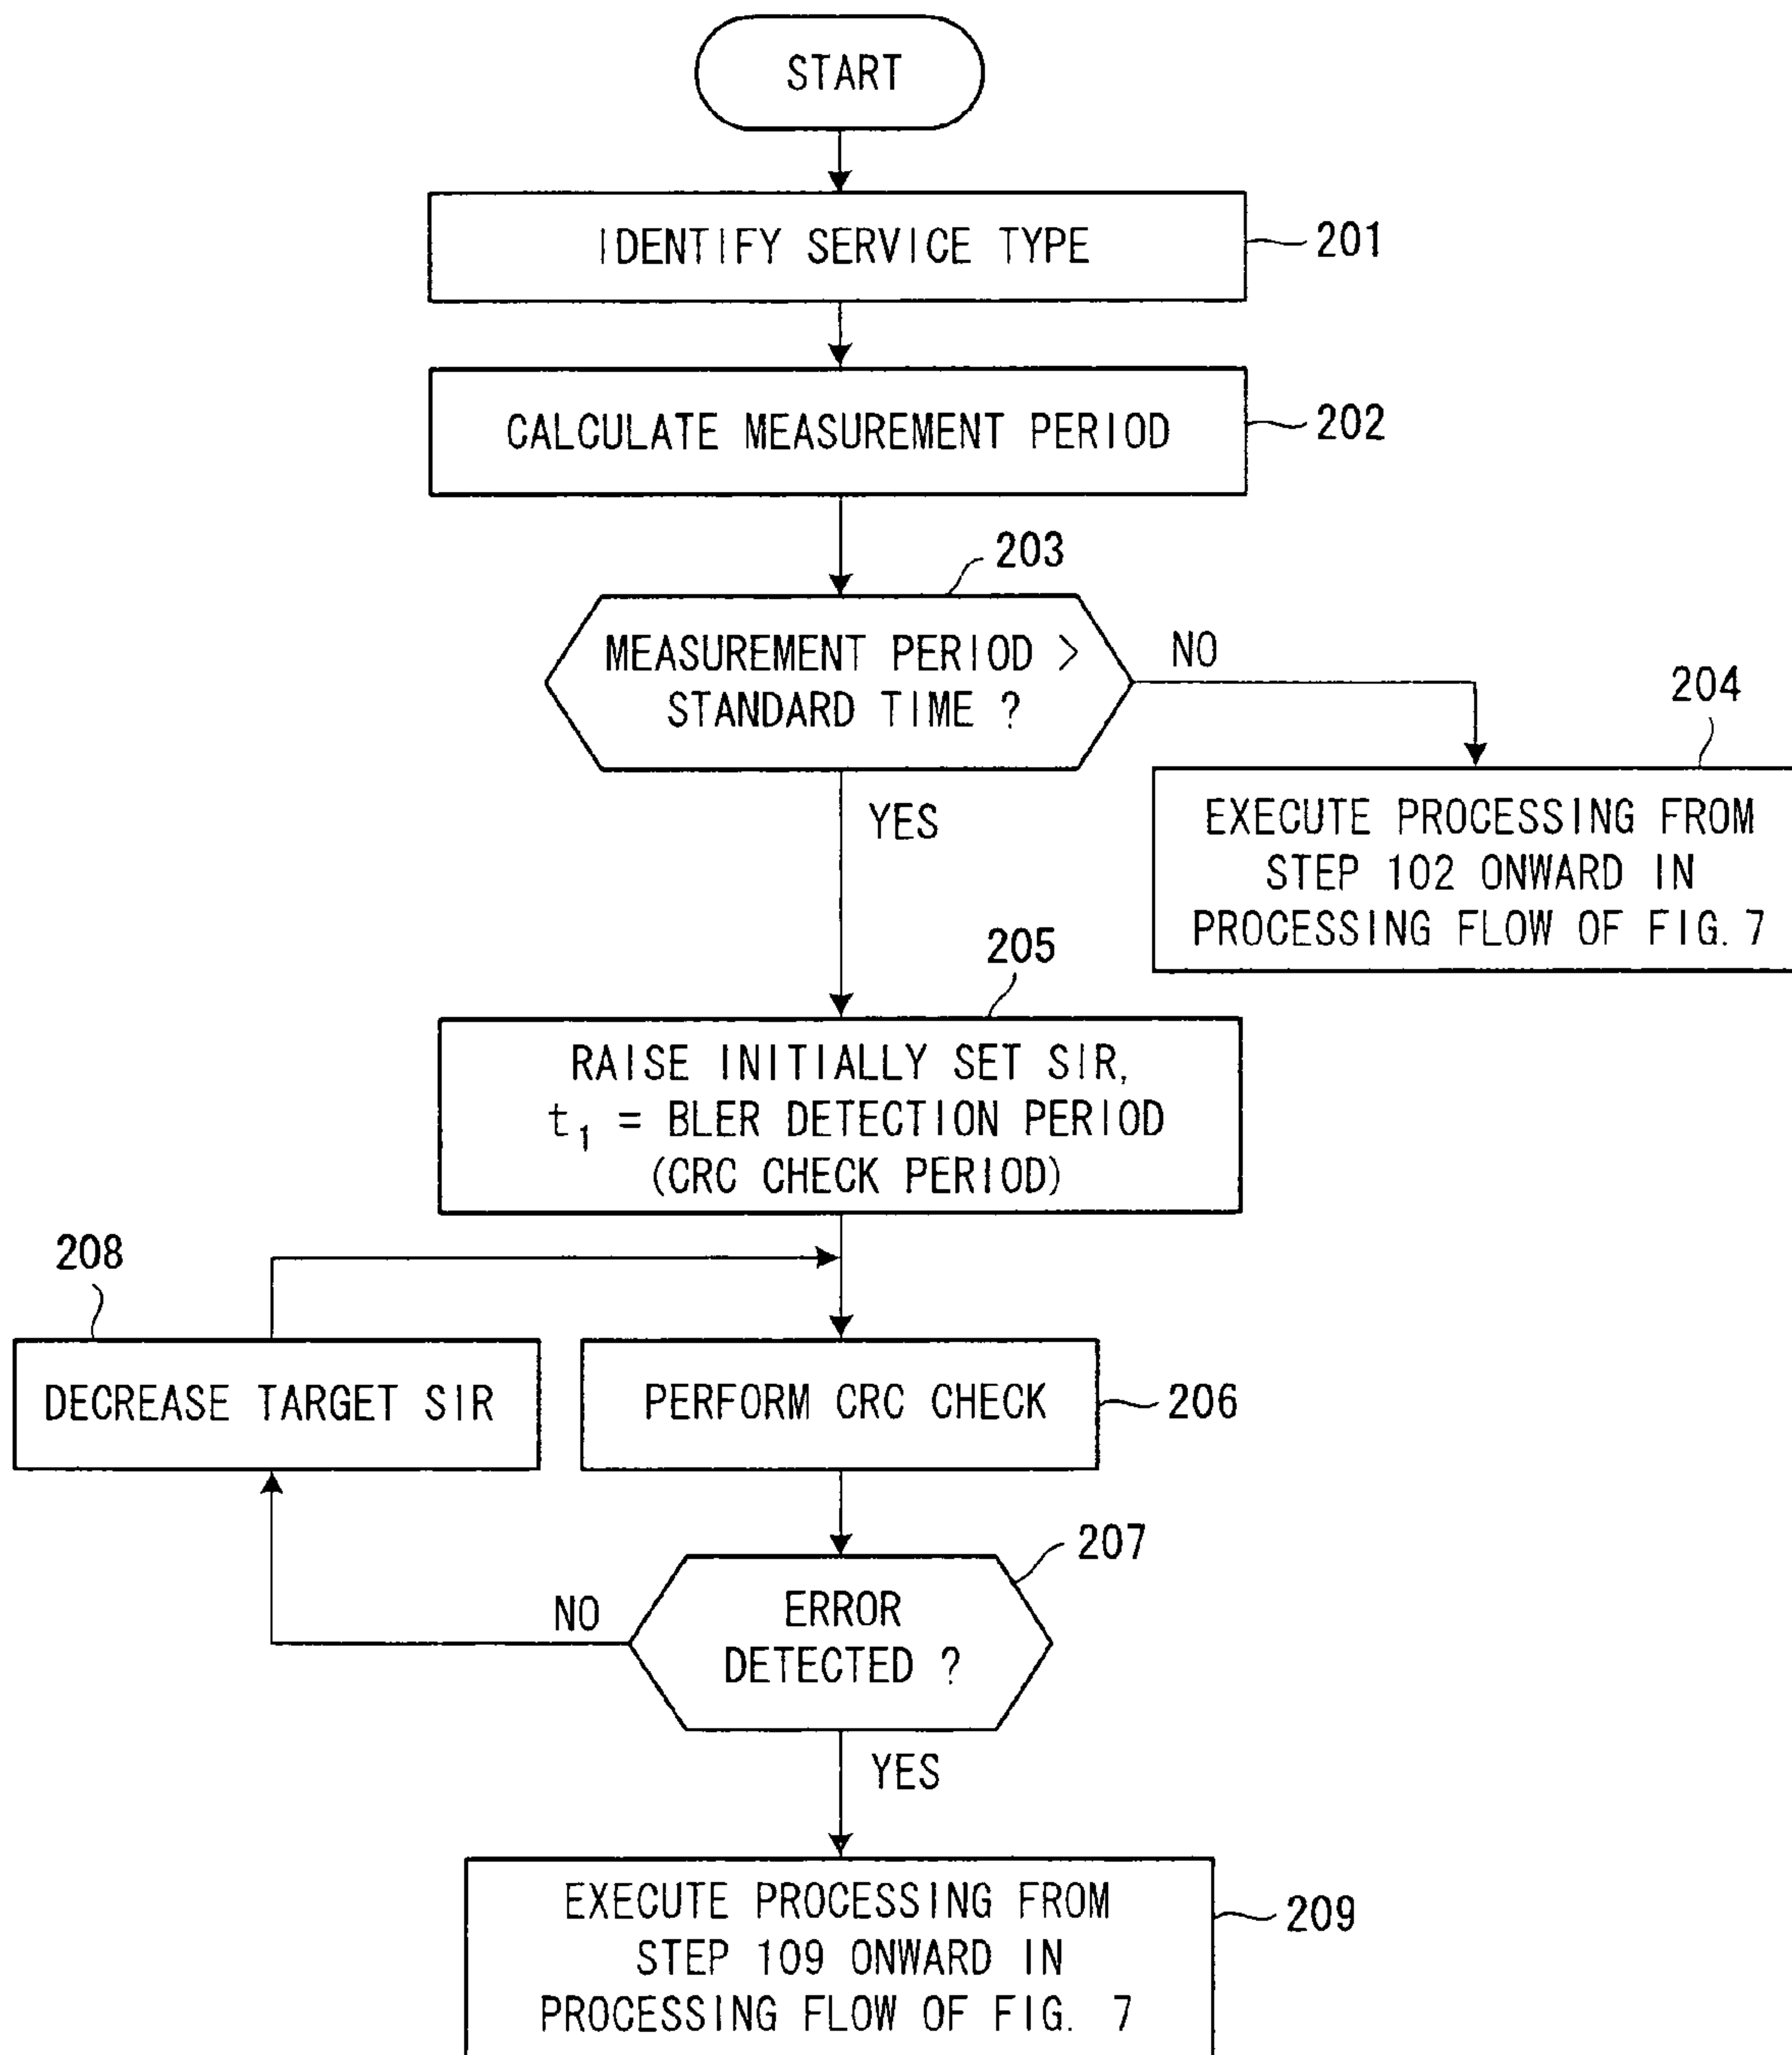 START
IDENTIFY SERVICE TYPE
201
CALCULATE MEASUREMENT PERIOD
202
203
MEASUREMENT PERIOD >
STANDARD TIME ?
NO
204
EXECUTE PROCESSING FROM
STEP 102 ONWARD IN
PROCESSING FLOW OF FIG. 7
YES
205
RAISE INITIALLY SET SIR,
t₁ = BLER DETECTION PERIOD
(CRC CHECK PERIOD)
208
DECREASE TARGET SIR
PERFORM CRC CHECK
206
207
ERROR
DETECTED ?
NO
YES
EXECUTE PROCESSING FROM
STEP 109 ONWARD IN
PROCESSING FLOW OF FIG. 7
209